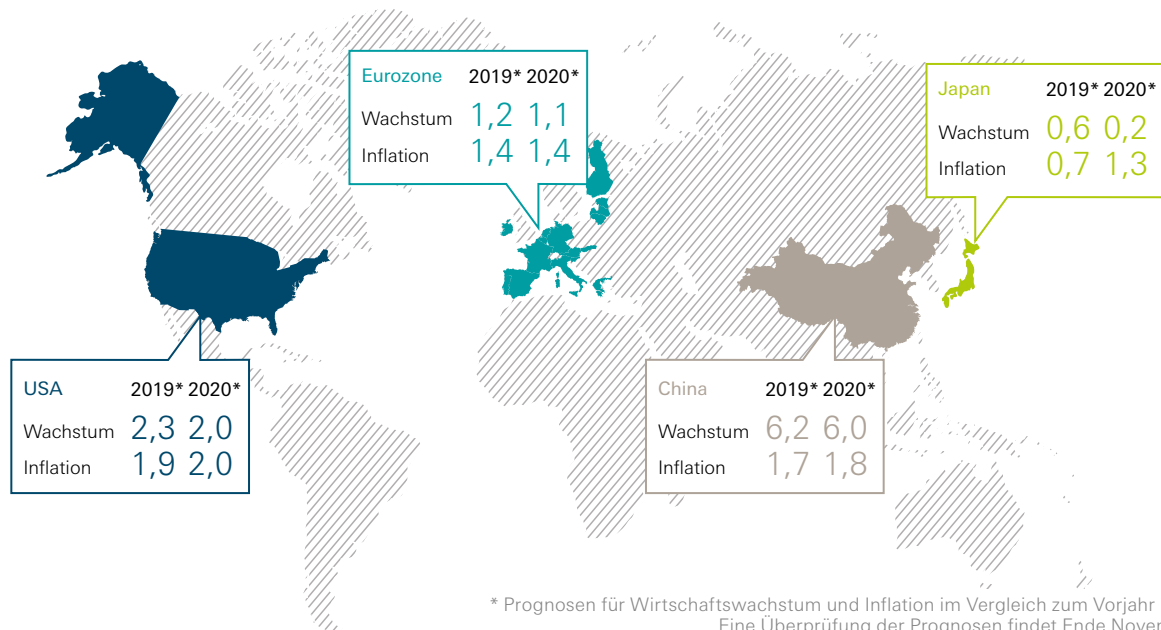 Eurozone 2019* 2020*
Wachstum 1,2 1,1
Inflation 1,4 1,4
Japan 2019* 2020*
Wachstum 0,6 0,2
Inflation 0,7 1,3
USA 2019* 2020*
Wachstum 2,3 2,0
Inflation 1,9 2,0
China 2019* 2020*
Wachstum 6,2 6,0
Inflation 1,7 1,8
* Prognosen für Wirtschaftswachstum und Inflation im Vergleich zum Vorjahr
Eine Überprüfung der Prognosen findet Ende